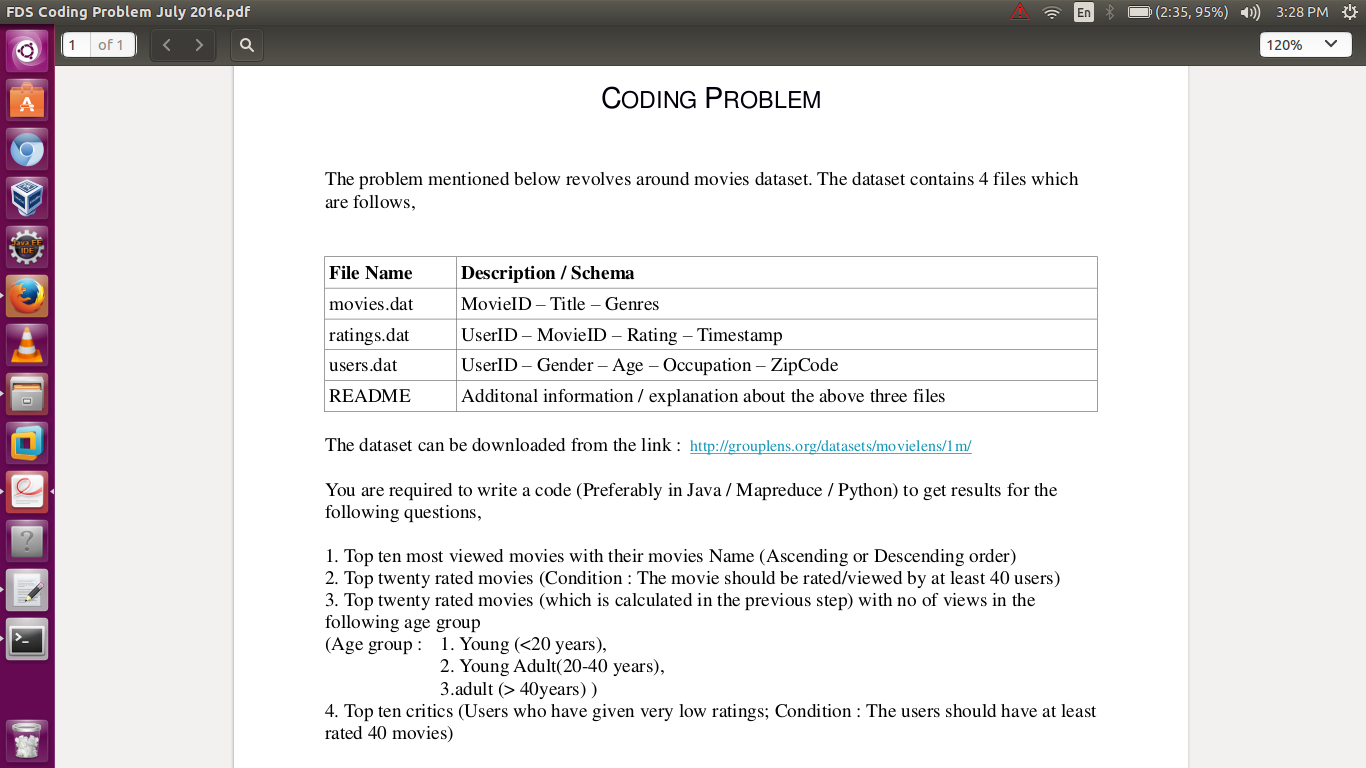 FDS Coding Problem July 2016.pdf
En
(2:35, 95%)
3:28 PM
1 of 1
120%
Java EE
IDE
CODING PROBLEM
The problem mentioned below revolves around movies dataset. The dataset contains 4 files which
are follows,
File Name Description / Schema
movies.dat MovieID – Title – Genres
ratings.dat UserID – MovieID – Rating – Timestamp
users.dat UserID – Gender – Age – Occupation – ZipCode
README Additonal information / explanation about the above three files
The dataset can be downloaded from the link : http://grouplens.org/datasets/movielens/1m/
You are required to write a code (Preferably in Java / Mapreduce / Python) to get results for the
following questions,
1. Top ten most viewed movies with their movies Name (Ascending or Descending order)
2. Top twenty rated movies (Condition : The movie should be rated/viewed by at least 40 users)
3. Top twenty rated movies (which is calculated in the previous step) with no of views in the
following age group
(Age group : 1. Young (<20 years),
2. Young Adult(20-40 years),
3.adult (> 40years) )
4. Top ten critics (Users who have given very low ratings; Condition : The users should have at least
rated 40 movies)